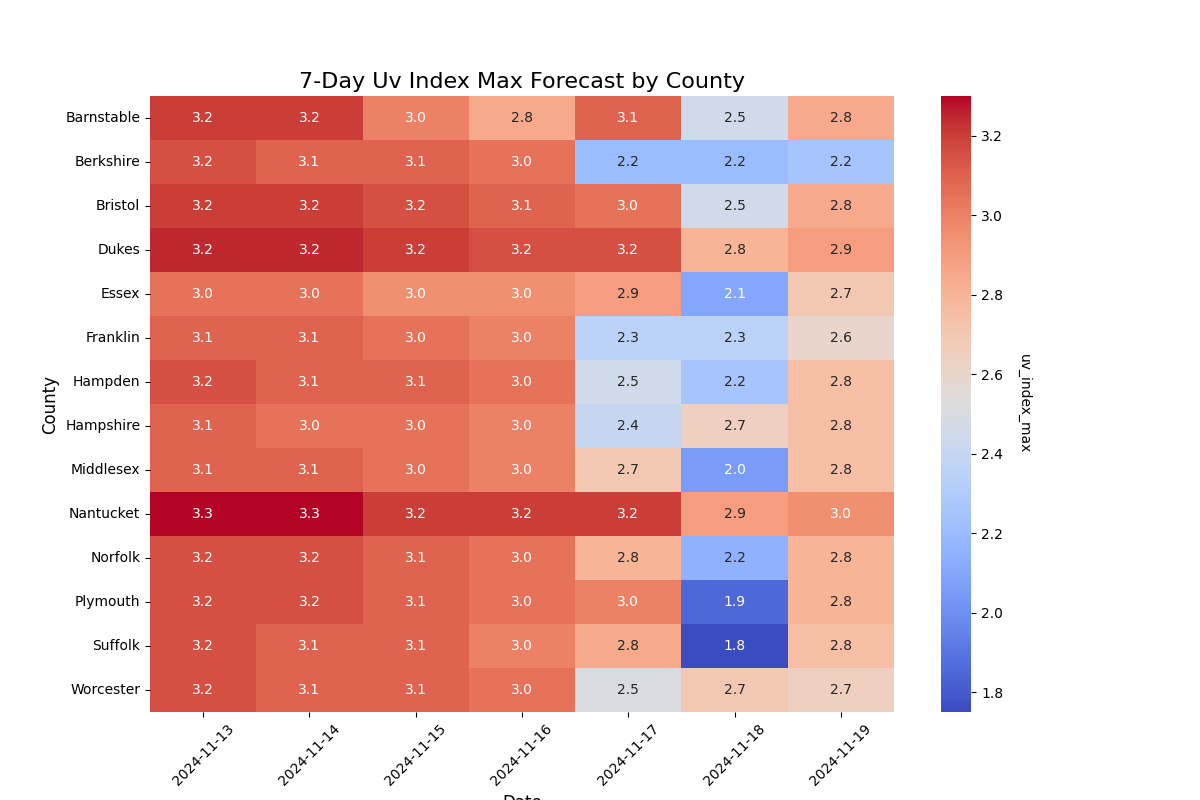 7-Day Uv Index Max Forecast by County
Barnstable 3.2 3.2 3.0 2.8 3.1 2.5 2.8
Berkshire 3.2 3.1 3.1 3.0 2.2 2.2 2.2
Bristol 3.2 3.2 3.2 3.1 3.0 2.5 2.8
Dukes 3.2 3.2 3.2 3.2 3.2 2.8 2.9
Essex 3.0 3.0 3.0 3.0 2.9 2.1 2.7
Franklin 3.1 3.1 3.0 3.0 2.3 2.3 2.6
Hampden 3.2 3.1 3.1 3.0 2.5 2.2 2.8
Hampshire 3.1 3.0 3.0 3.0 2.4 2.7 2.8
Middlesex 3.1 3.1 3.0 3.0 2.7 2.0 2.8
Nantucket 3.3 3.3 3.2 3.2 3.2 2.9 3.0
Norfolk 3.2 3.2 3.1 3.0 2.8 2.2 2.8
Plymouth 3.2 3.2 3.1 3.0 3.0 1.9 2.8
Suffolk 3.2 3.1 3.1 3.0 2.8 1.8 2.8
Worcester 3.2 3.1 3.1 3.0 2.5 2.7 2.7
County
2024-11-13 2024-11-14 2024-11-15 2024-11-16 2024-11-17 2024-11-18 2024-11-19
Date
3.2
3.0
2.8
2.6
2.4
2.2
2.0
1.8
uv_index_max